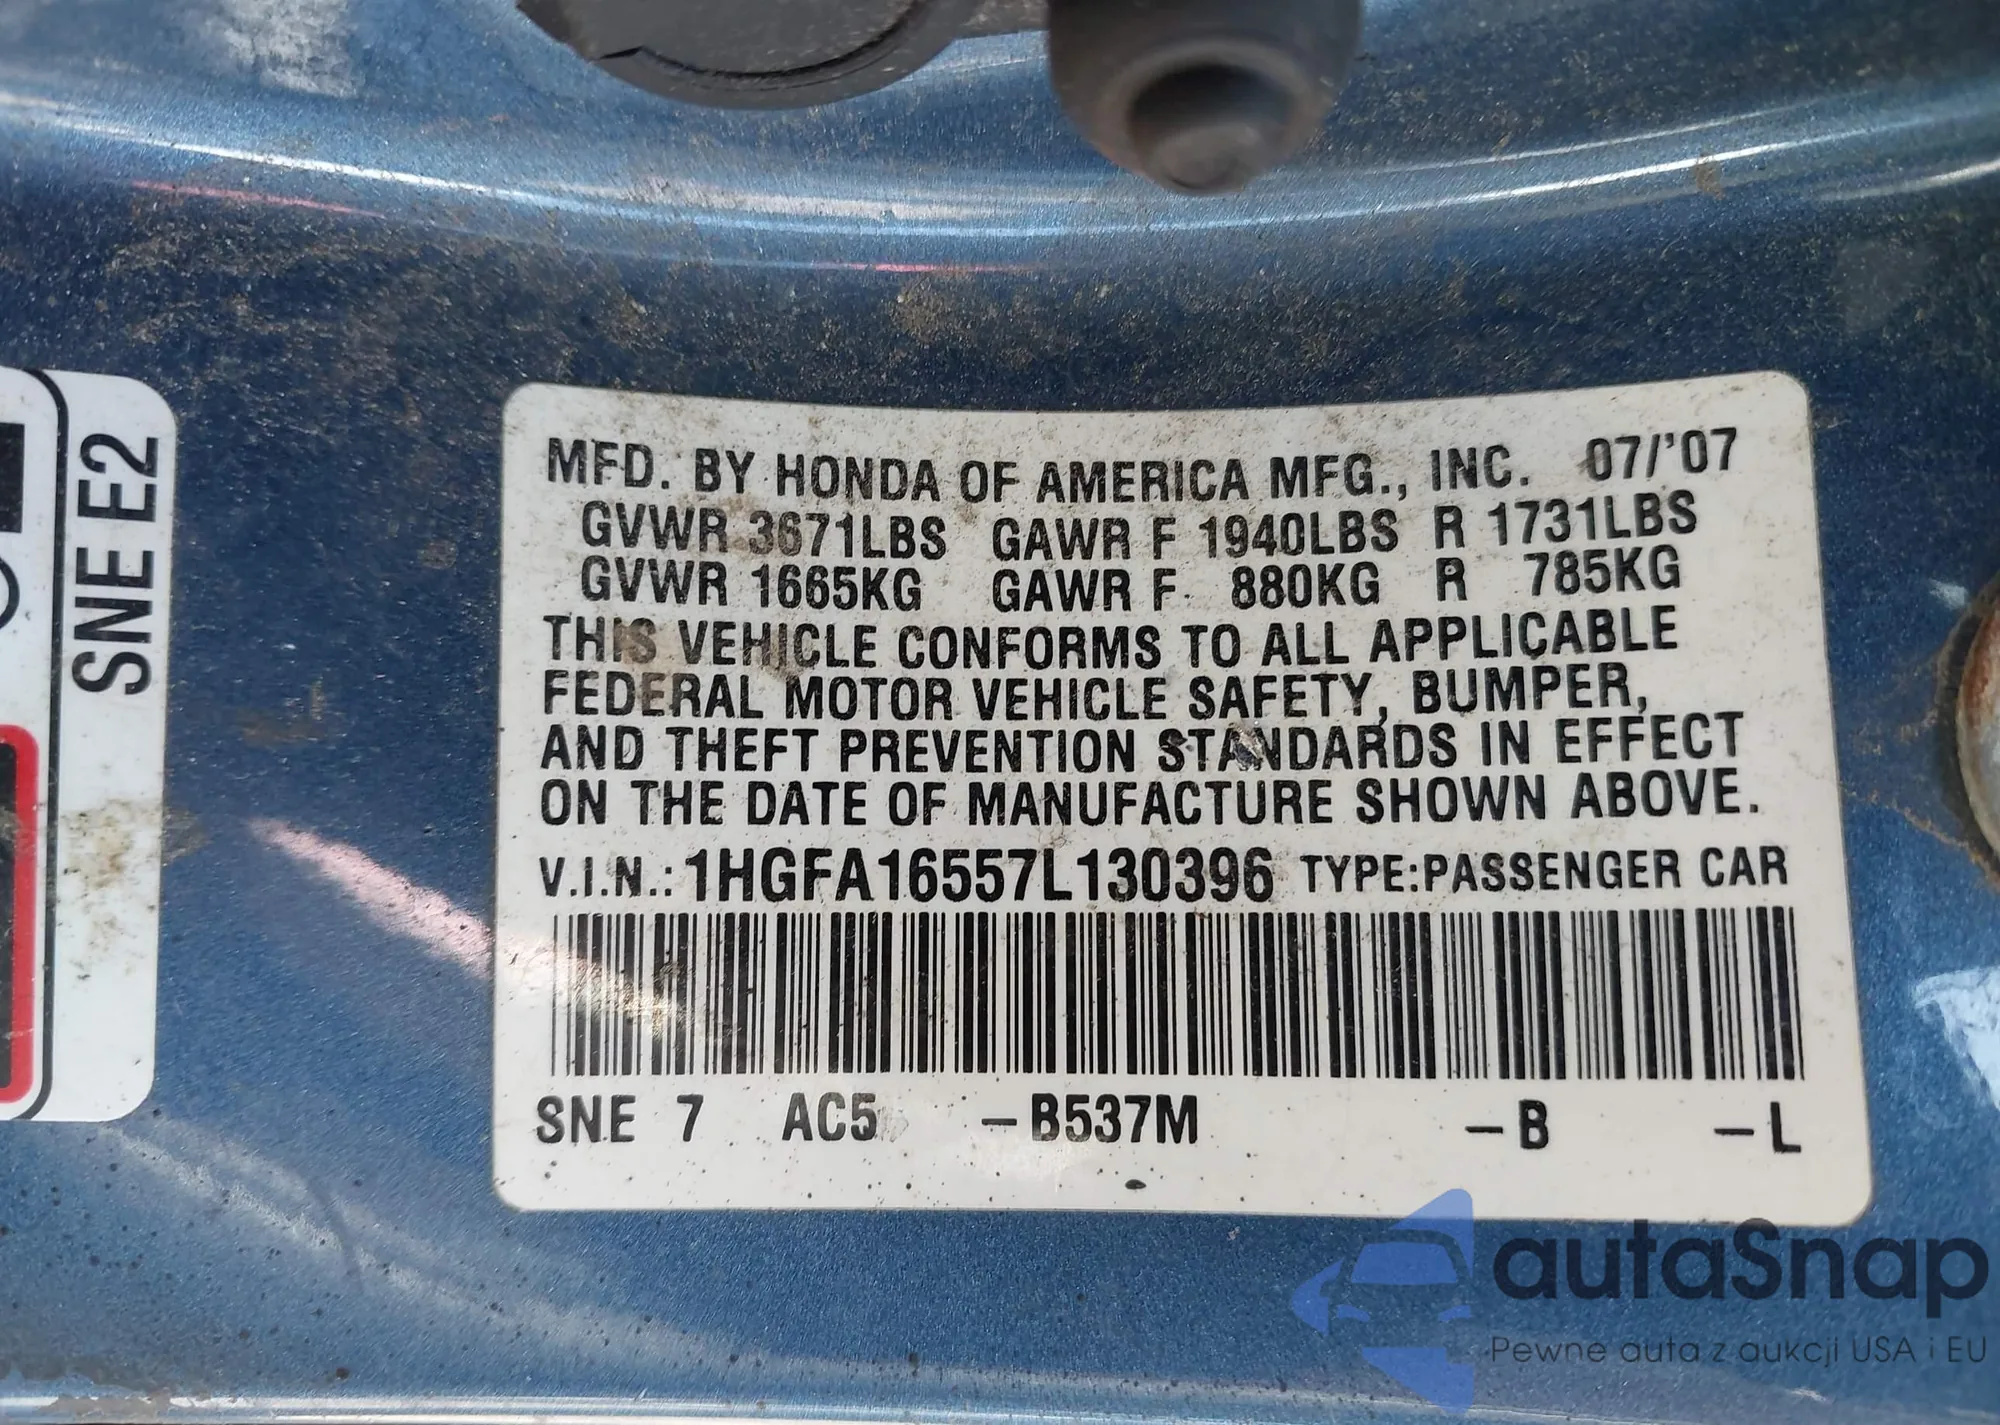 SNE E2
MFD. BY HONDA OF AMERICA MFG., INC. 07/'07
GVWR 3671LBS GAWR F 1940LBS R 1731LBS
GVWR 1665KG GAWR F 880KG R 785KG
THIS VEHICLE CONFORMS TO ALL APPLICABLE
FEDERAL MOTOR VEHICLE SAFETY, BUMPER,
AND THEFT PREVENTION STANDARDS IN EFFECT
ON THE DATE OF MANUFACTURE SHOWN ABOVE.
V.I.N.: 1HGFA16557L130396 TYPE:PASSENGER CAR
SNE 7 AC5 -B537M -B -L
autaSnap
Pewne auta z aukcji USA i EU